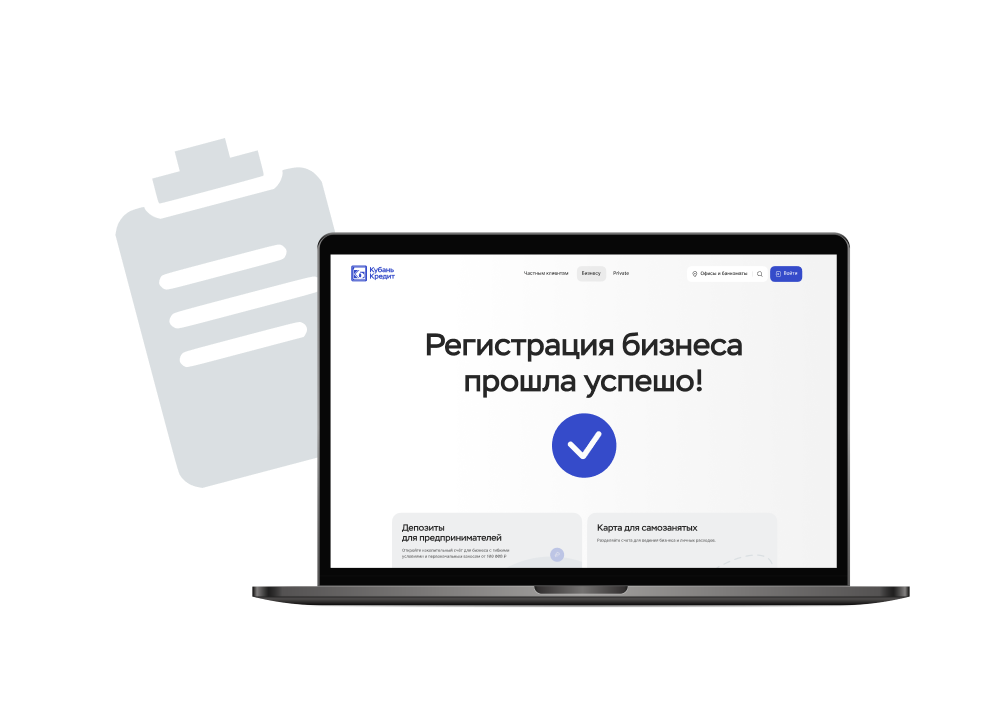 Кубань
Кредит
Частным клиентам
Бизнесу
Private
Офисы и банкоматы
Войти
Регистрация бизнеса
прошла успешо!
Депозиты
для предпринимателей
Откройте накопительный счёт для бизнеса с гибкими
условиями и первоначальным взносом от 100 000 ₽
Карта для самозанятых
Разделяйте счета для ведения бизнеса и личных расходов.